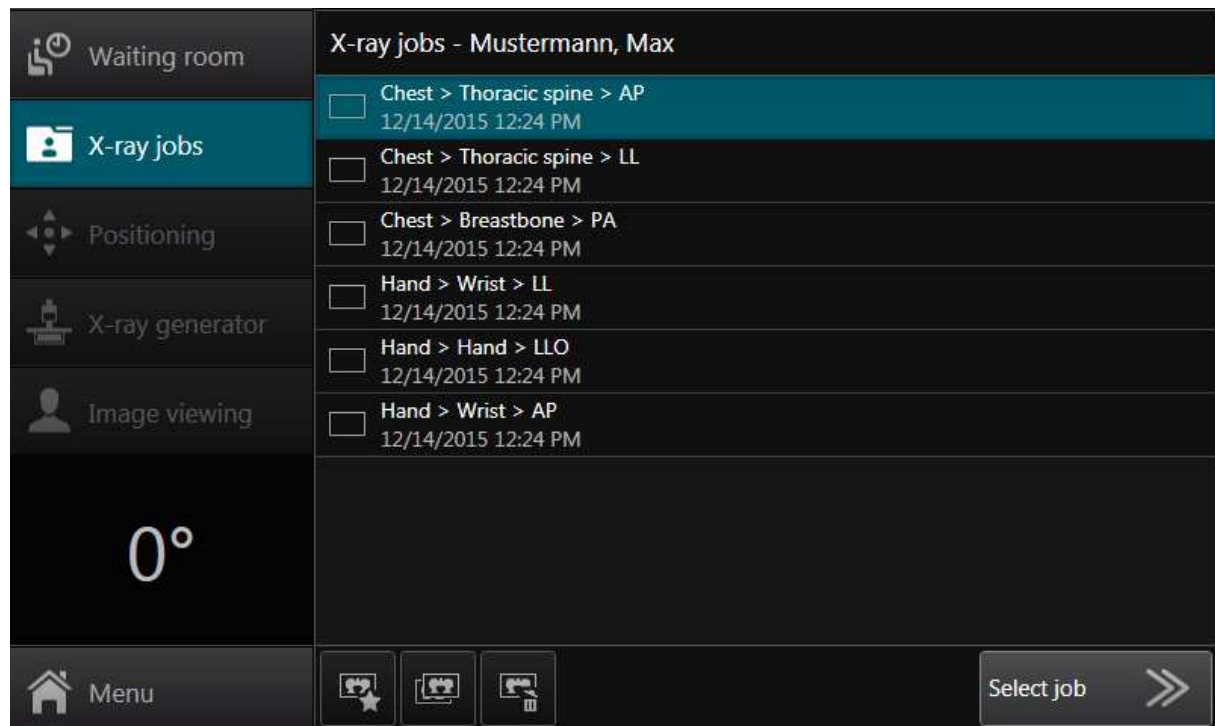 Waiting room
X-ray jobs
Positioning
X-ray generator
Image viewing
0°
Menu
X-ray jobs - Mustermann, Max
Chest > Thoracic spine > AP
12/14/2015 12:24 PM
Chest > Thoracic spine > LL
12/14/2015 12:24 PM
Chest > Breastbone > PA
12/14/2015 12:24 PM
Hand > Wrist > LL
12/14/2015 12:24 PM
Hand > Hand > LLO
12/14/2015 12:24 PM
Hand > Wrist > AP
12/14/2015 12:24 PM
Select job